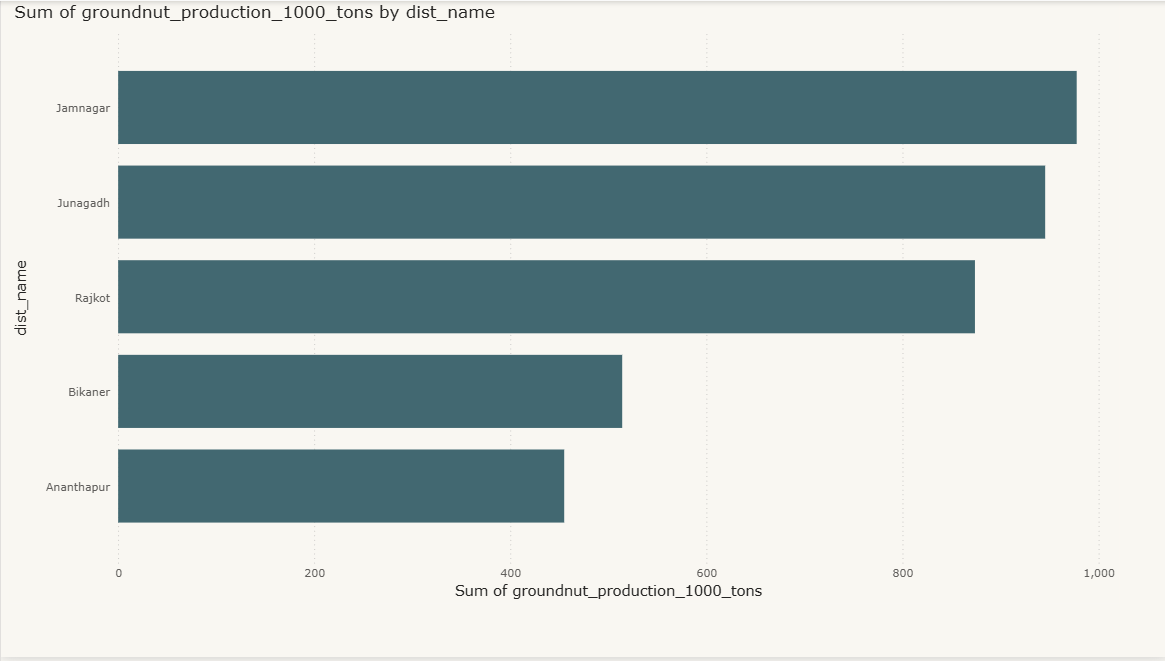 Sum of groundnut_production_1000_tons by dist_name
dist_name
Jamnagar
Junagadh
Rajkot
Bikaner
Ananthapur
0 200 400 600 800 1,000
Sum of groundnut_production_1000_tons